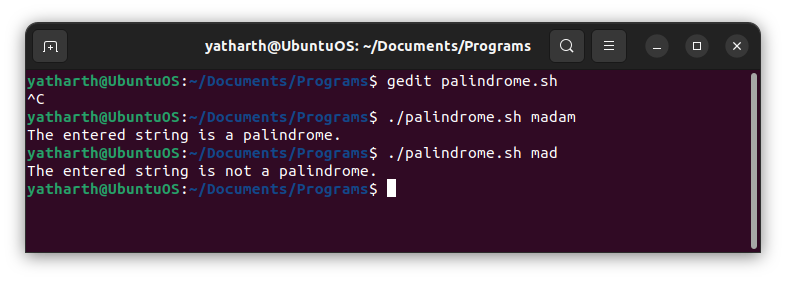 yatharth@UbuntuOS: ~/Documents/Programs
yatharth@UbuntuOS:~/Documents/Programs$ gedit palindrome.sh
^C
yatharth@UbuntuOS:~/Documents/Programs$ ./palindrome.sh madam
The entered string is a palindrome.
yatharth@UbuntuOS:~/Documents/Programs$ ./palindrome.sh mad
The entered string is not a palindrome.
yatharth@UbuntuOS:~/Documents/Programs$